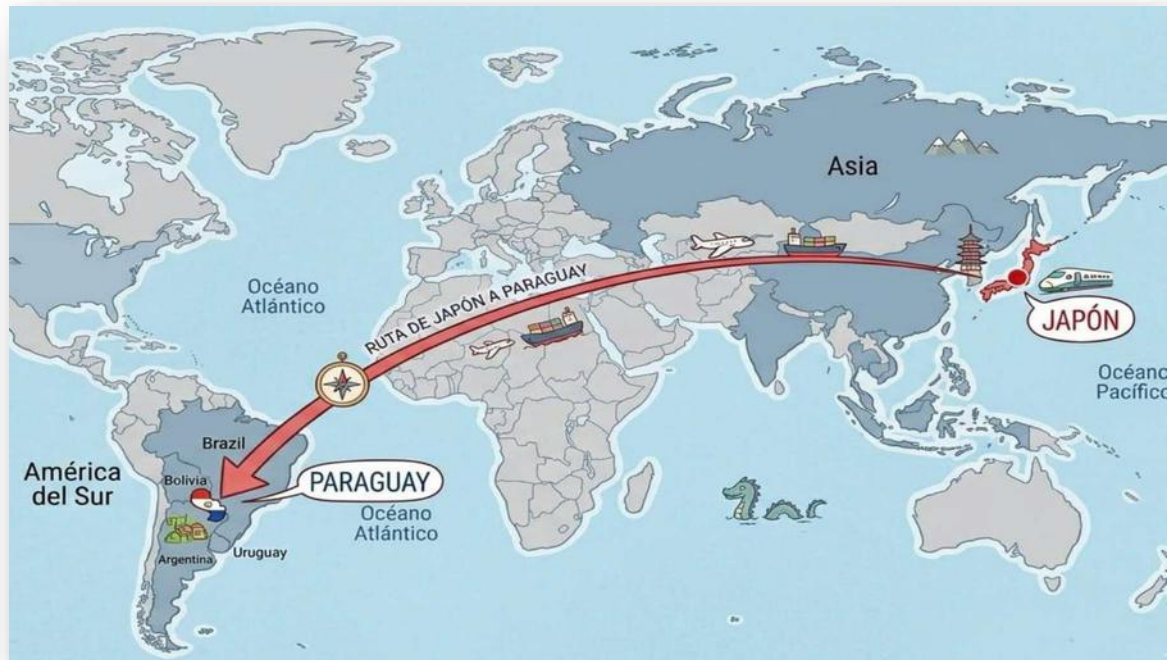 Asia
Océano
Atlántico
RUTA DE JAPÓN A PARAGUAY
JAPÓN
Océano
Pacífico
Brazil
América
del Sur
Bolivia
PARAGUAY
Océano
Atlántico
Uruguay
Argentina